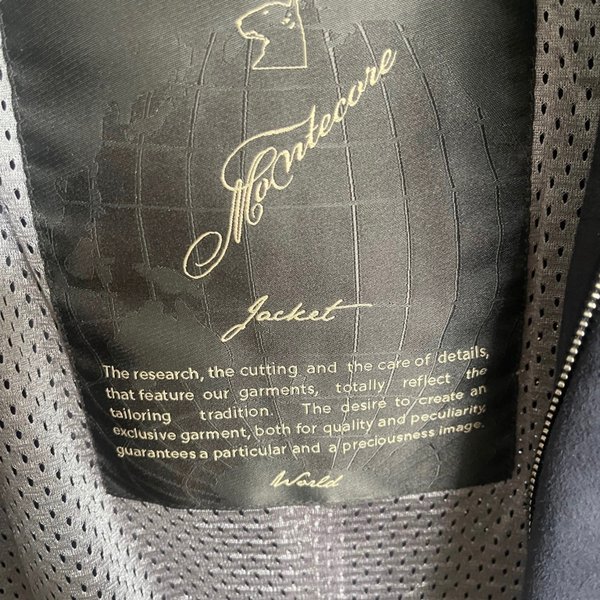 Montecore
Jacket
The research, the cutting and the care of details,
that feature our garments, totally reflect the
tailoring tradition. The desire to create an
exclusive garment, both for quality and peculiarity,
guarantees a particular and a preciousness image.
World